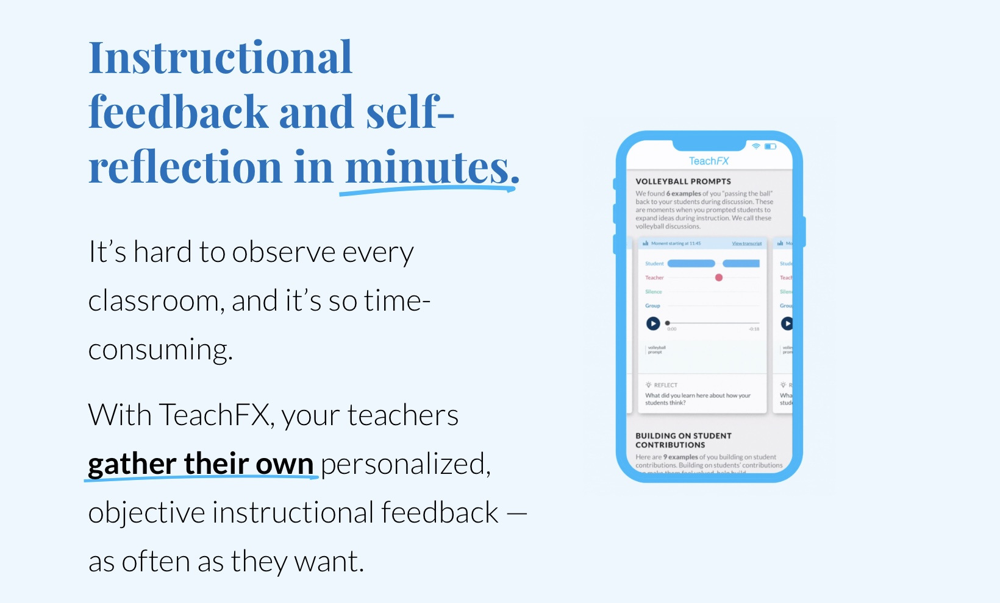 Instructional
feedback and self-
reflection in minutes.
It's hard to observe every
classroom, and it's so time-
consuming.
With TeachFX, your teachers
gather their own personalized,
objective instructional feedback —
as often as they want.
TeachFX
VOLLEYBALL PROMPTS
We found 6 examples of you "passing the ball"
back to your students during discussion. These
are moments when you prompted students to
expand ideas during instruction. We call these
volleyball discussions.
Moment starting at 11:45 View transcript
Student
Teacher
Silence
Group
0:00 -0:18
volleyball
prompt
REFLECT
What did you learn here about how your
students think?
BUILDING ON STUDENT
CONTRIBUTIONS
Here are 9 examples of you building on student
contributions. Building on students' contributions
make them feel valued, help build